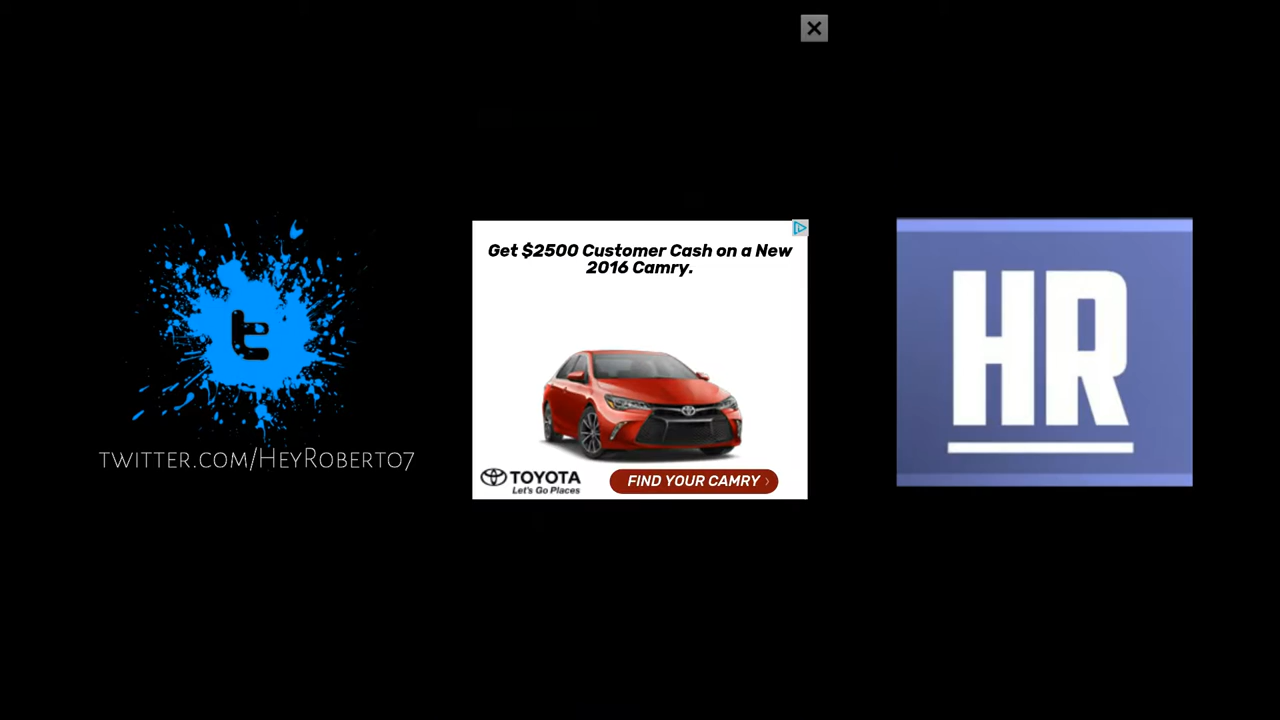 t
TWITTER.COM/HEYROBERTO7
Get $2500 Customer Cash on a New
2016 Camry.
TOYOTA
Let's Go Places
FIND YOUR CAMRY
HR